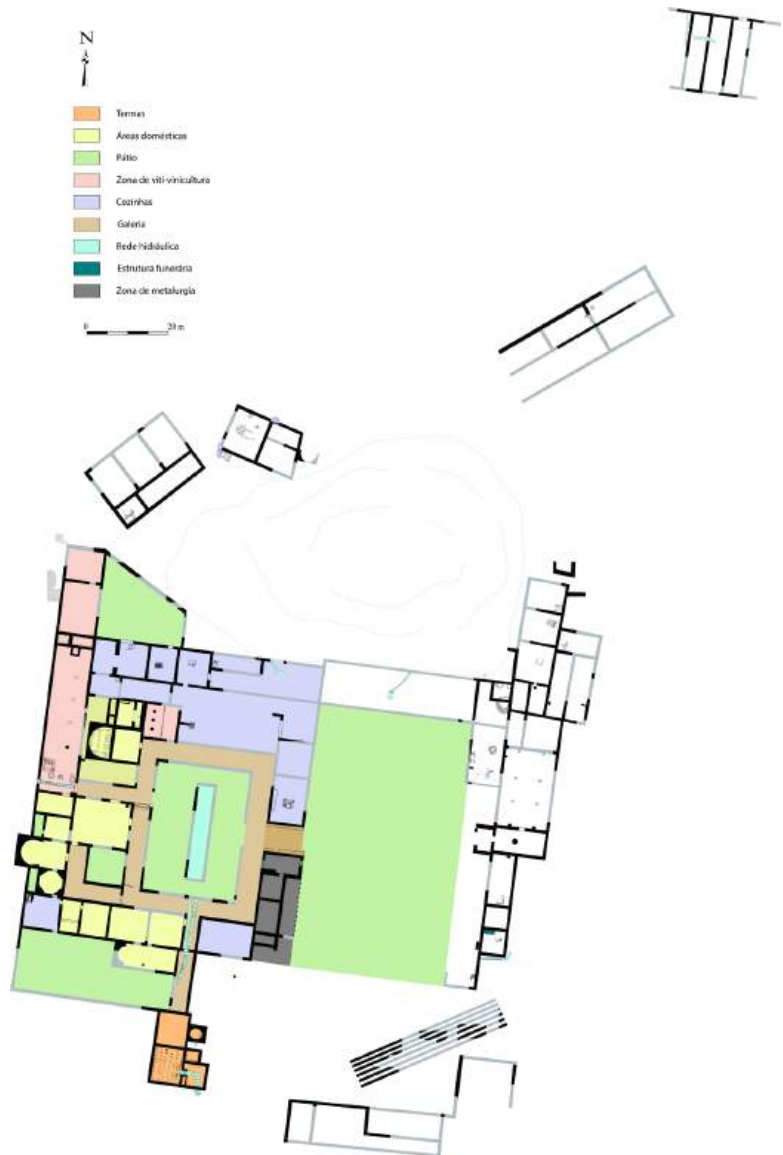 N
Termas
Áreas domésticas
Pátio
Zona de viti-vinicultura
Cozinhas
Galeria
Rede hidráulica
Estrutura funerária
Zona de metalurgia
0 20 m